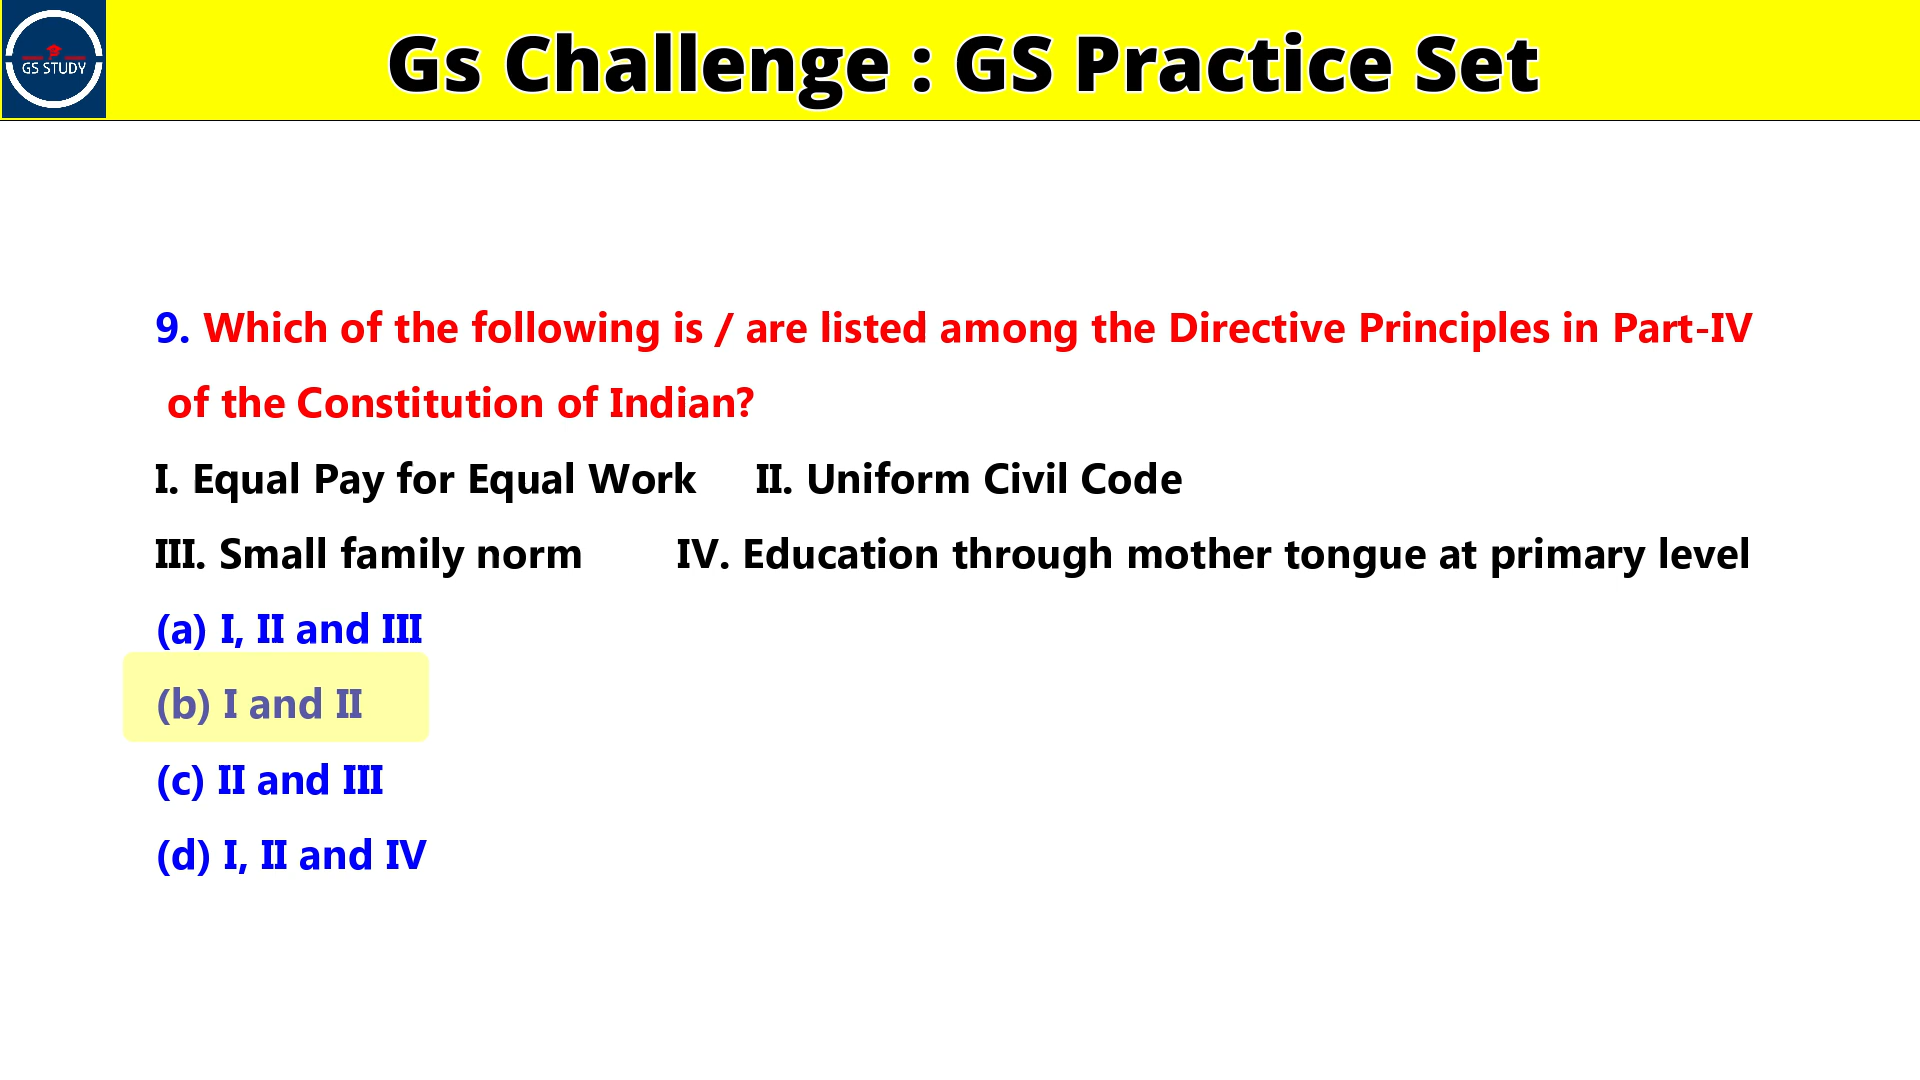 GS STUDY
Gs Challenge : GS Practice Set
9. Which of the following is / are listed among the Directive Principles in Part-IV
of the Constitution of Indian?
I. Equal Pay for Equal Work II. Uniform Civil Code
III. Small family norm IV. Education through mother tongue at primary level
(a) I, II and III
(b) I and II
(c) II and III
(d) I, II and IV